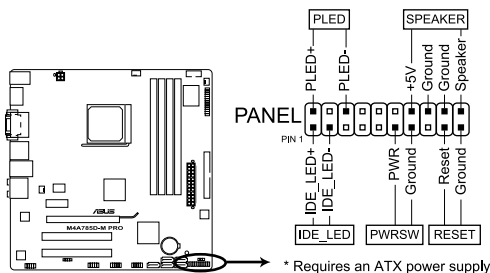 PLED
SPEAKER
PLED+
PLED-
+5V
Ground
Ground
Speaker
PANEL
PIN 1
IDE_LED+
IDE_LED-
PWR
Ground
Reset
Ground
IDE_LED
PWRSW
RESET
* Requires an ATX power supply
ASUS
M4A785D-M PRO